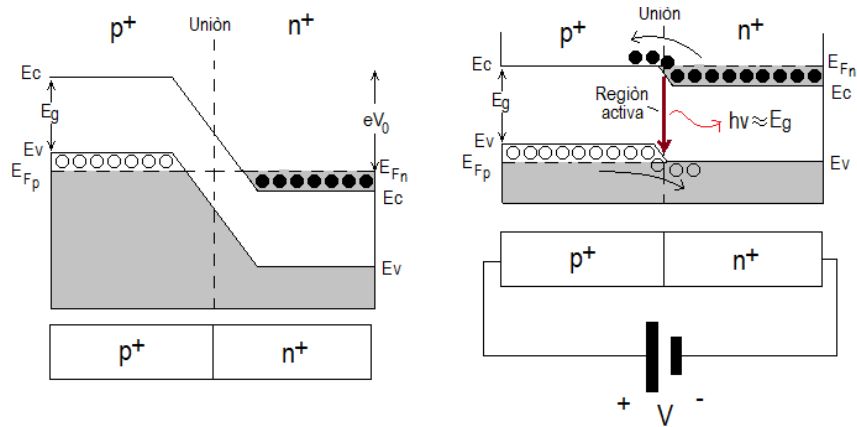 p+ Unión n+
Ec
Eg
eV0
Ev
EFp
EFn
Ec
Ev
p+ n+
Unión
p+ n+
Ec
EFn
Eg
Región
activa
hν≈Eg
Ec
Ev
EFp
Ev
p+ n+
+ V -